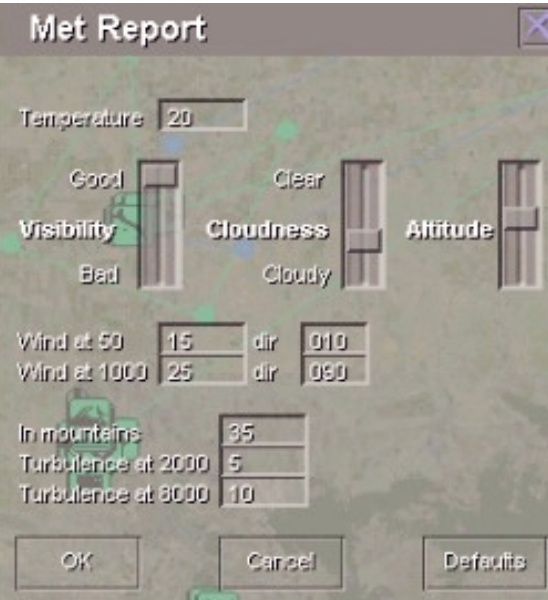 Met Report
Temperature 20
Good Clear
Visibility Cloudness Altitude
Bad Cloudy
Wind at 50 15 dir 010
Wind at 1000 25 dir 090
In mountains 35
Turbulence at 2000 5
Turbulence at 8000 10
OK Cancel Defaults